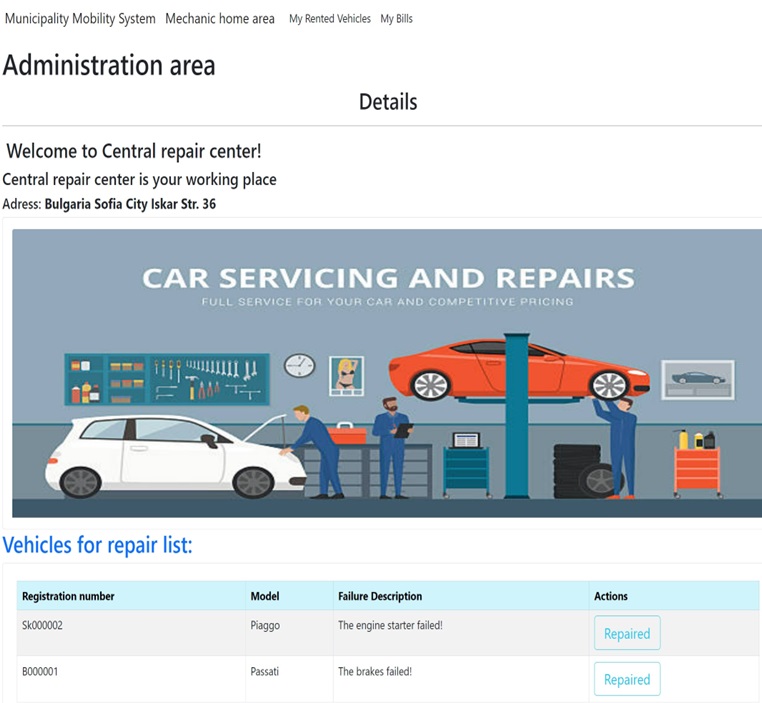 Municipality Mobility System Mechanic home area My Rented Vehicles My Bills
Administration area
Details
Welcome to Central repair center!
Central repair center is your working place
Adress: Bulgaria Sofia City Iskar Str. 36
CAR SERVICING AND REPAIRS
FULL SERVICE FOR YOUR CAR AND COMPETITIVE PRICING
Vehicles for repair list:
Registration number Model Failure Description Actions
Sk000002 Piaggo The engine starter failed! Repaired
B000001 Passati The brakes failed! Repaired